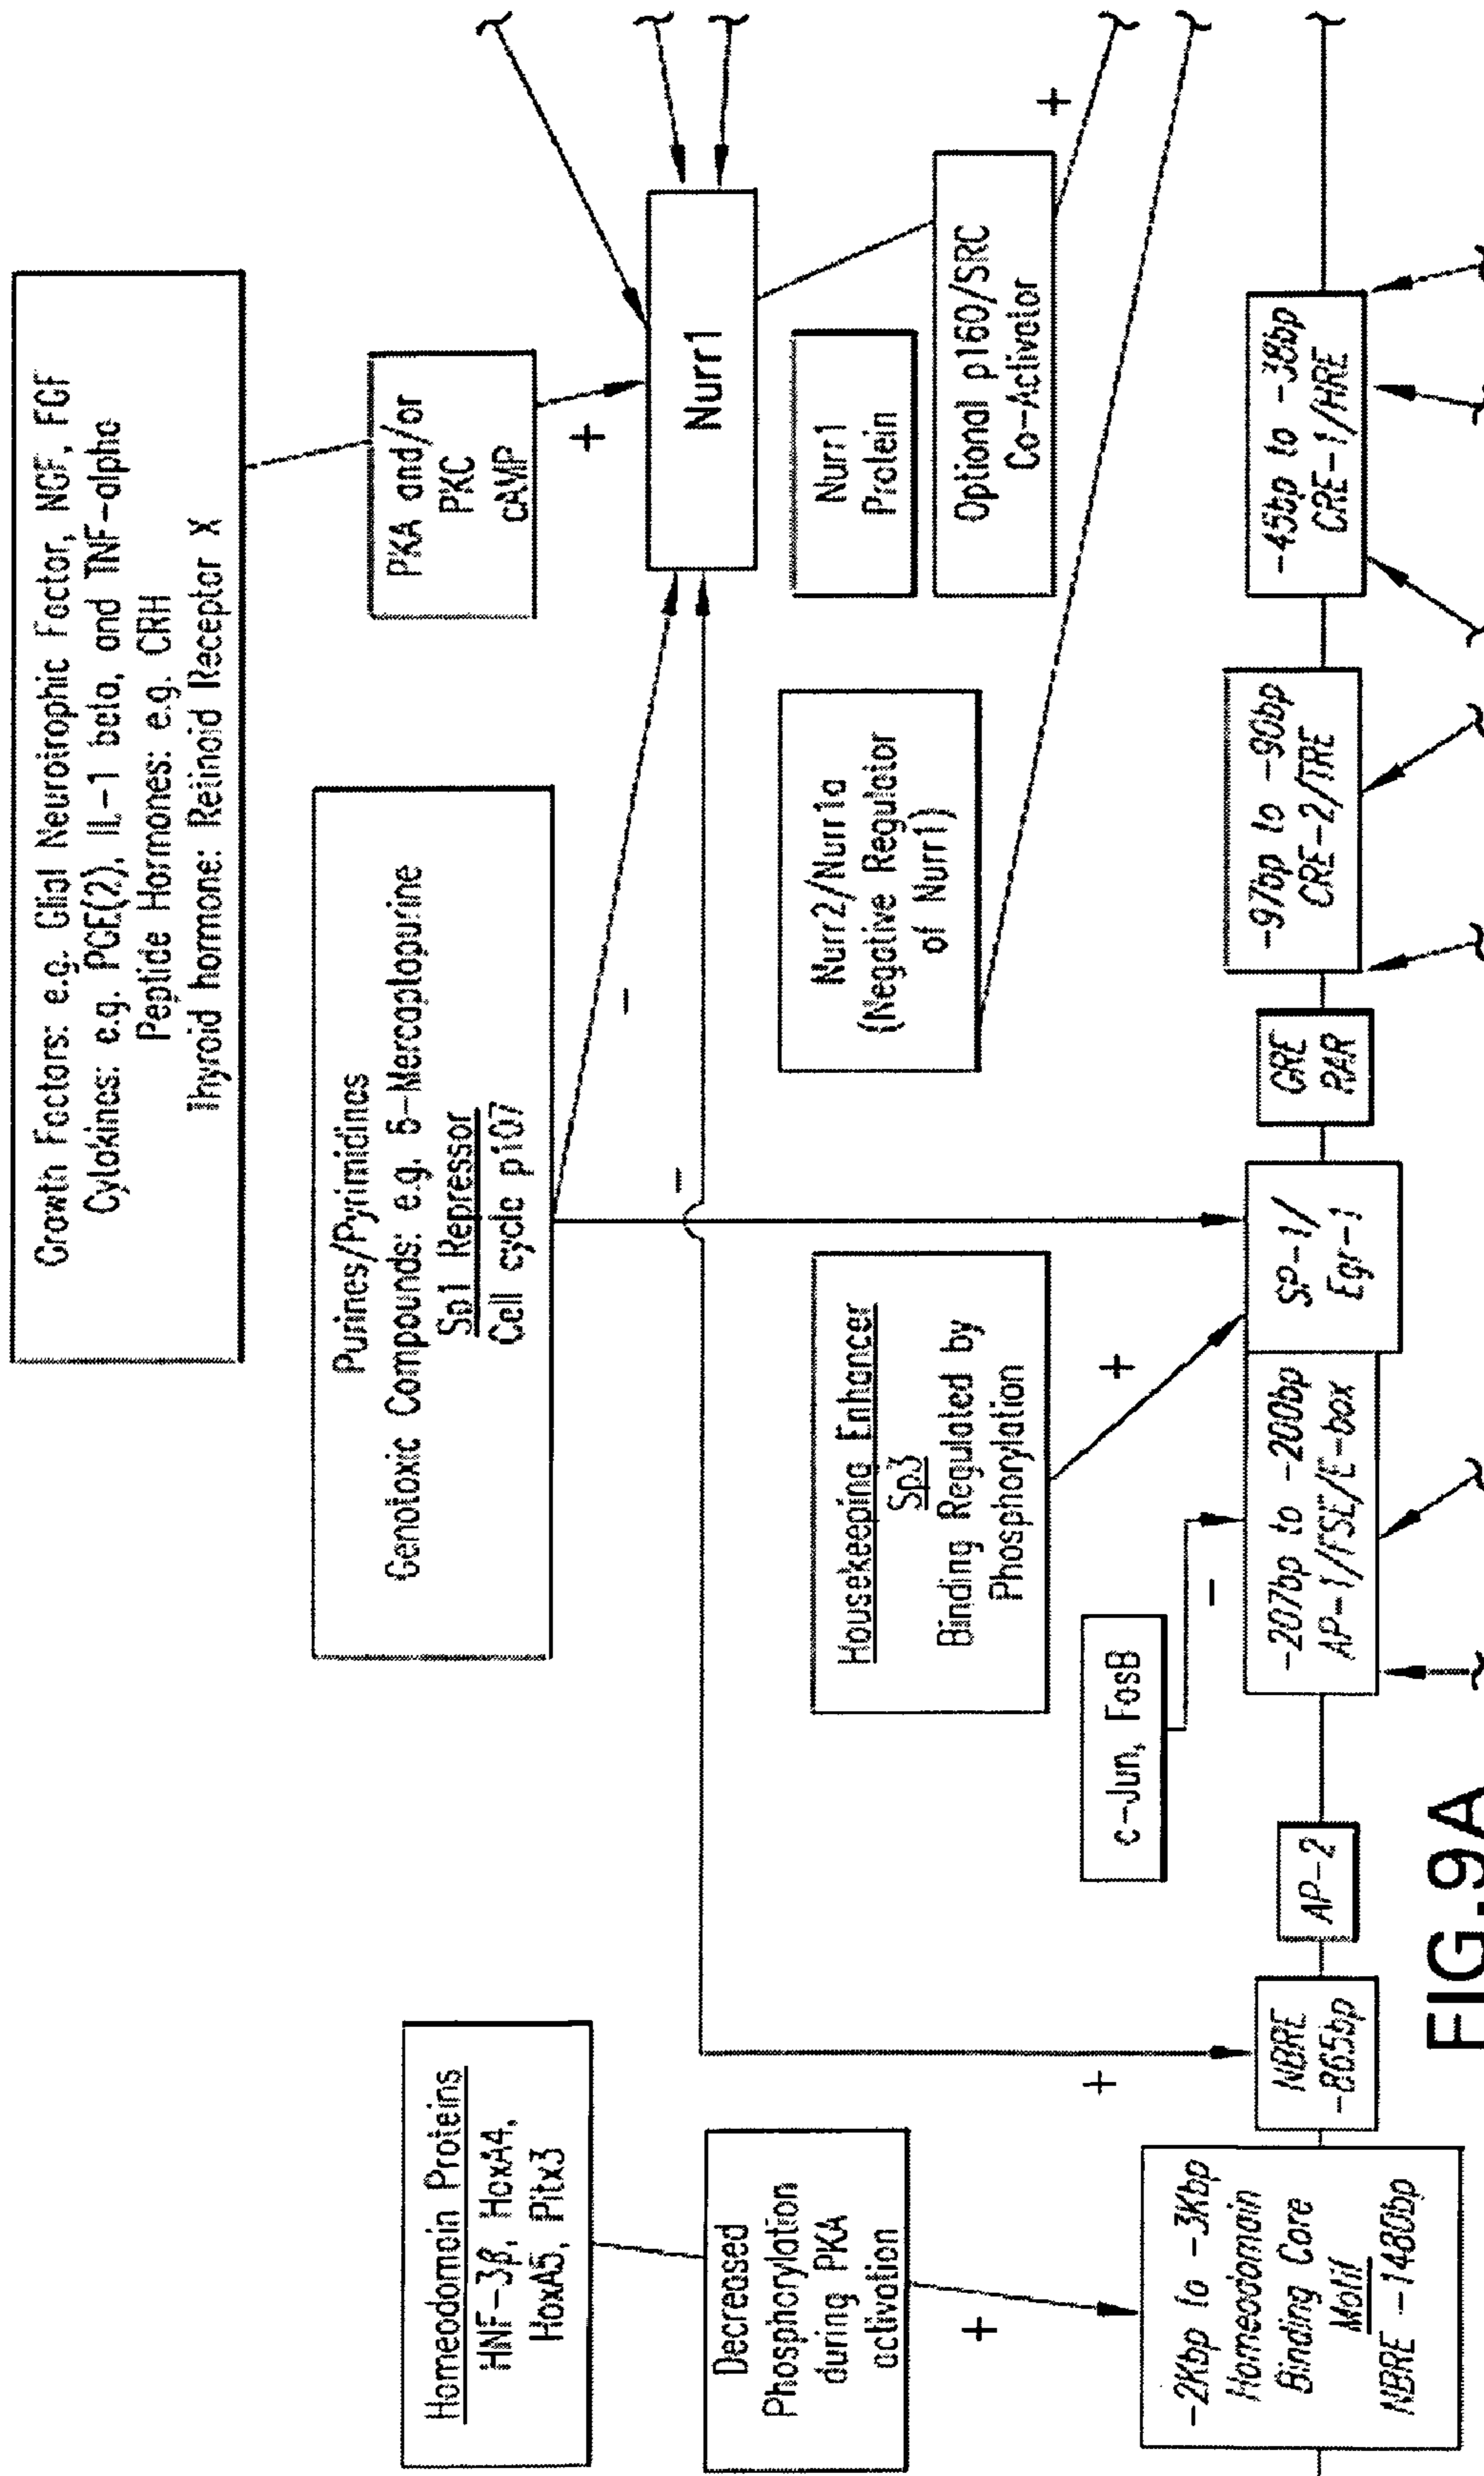 Growth Factors: e.g. Glial Neurotrophic Factor, NGF, FGF
Cytokines: e.g. PGE(2), IL-1 beta, and TNF-alpha
Peptide Hormones: e.g. CRH
Thyroid hormone: Retinoid Receptor X
Purines/Pyrimidines
Genotoxic Compounds: e.g. 6-Mercaptopurine
Sp1 Repressor
Cell cycle p107
PKA and/or
PKC
cAMP
+
Homeodomain Proteins
HNF-3β, HoxA4,
HoxA5, Pitx3
-
-
Nurr1
Decreased
Phosphorylation
during PKA
activation
+
Housekeeping Enhancer
Sp3
Binding Regulated by
Phosphorylation
+
Nurr2/Nurr1a
(Negative Regulator
of Nurr1)
Nurr1
Protein
Optional p160/SRC
Co-Activator
+
c-Jun, FosB
-
+
-2Kbp to -3Kbp
Homeodomain
Binding Core
Motif
NBRE -1480bp
NBRE
-865bp
AP-2
-207bp to -200bp
AP-1/FSE/E-box
SP-1/
Egr-1
GRE
RAR
-97bp to -90bp
CRE-2/TRE
-45bp to -38bp
CRE-1/HRE
FIG.9A